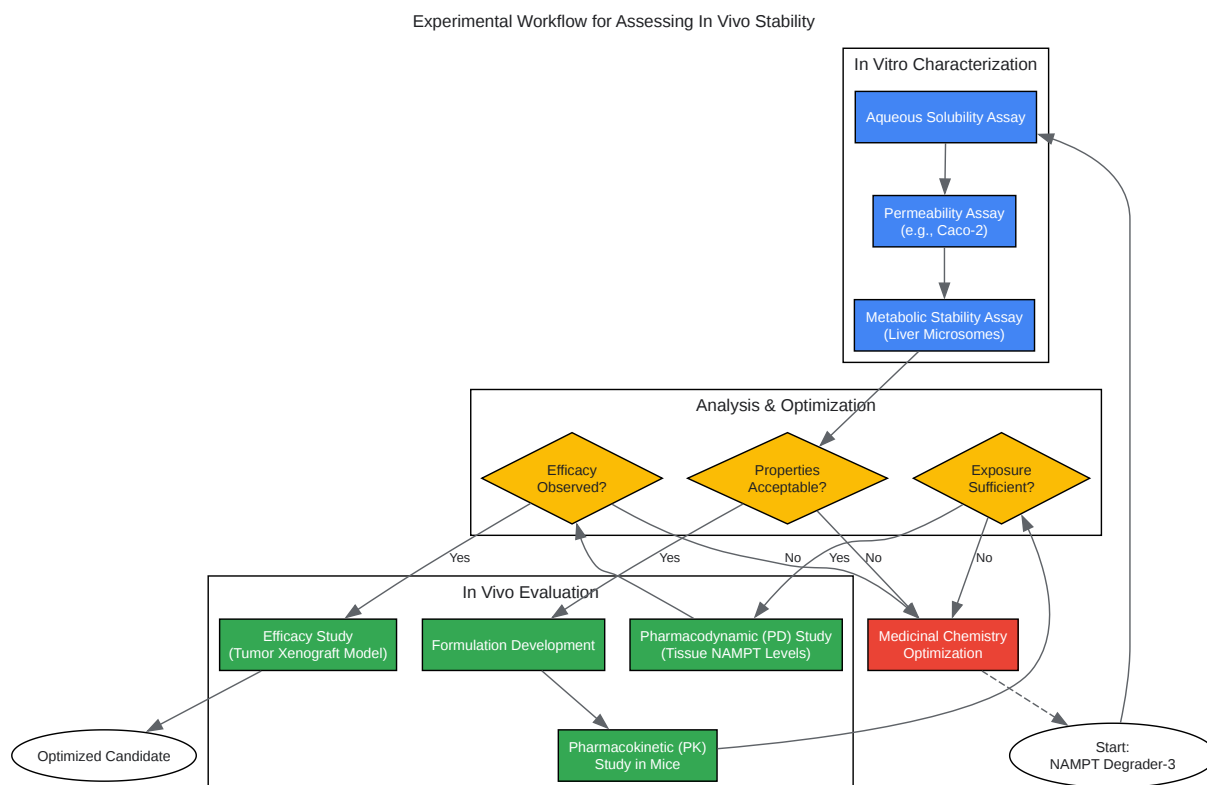 Experimental Workflow for Assessing In Vivo Stability
In Vitro Characterization
Aqueous Solubility Assay
Permeability Assay
(e.g., Caco-2)
Metabolic Stability Assay
(Liver Microsomes)
Analysis & Optimization
Efficacy
Observed?
Properties
Acceptable?
Exposure
Sufficient?
Yes
Yes
No
Yes
No
No
In Vivo Evaluation
Efficacy Study
(Tumor Xenograft Model)
Formulation Development
Pharmacodynamic (PD) Study
(Tissue NAMPT Levels)
Medicinal Chemistry
Optimization
Optimized Candidate
Pharmacokinetic (PK)
Study in Mice
Start:
NAMPT Degrader-3